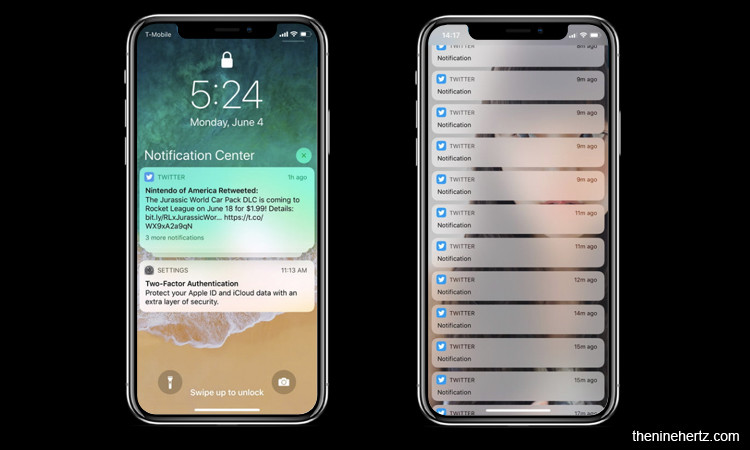 T-Mobile
5:24
Monday, June 4
Notification Center
TWITTER 1h ago
Nintendo of America Retweeted:
The Jurassic World Car Pack DLC is coming to
Rocket League on June 18 for $1.99! Details:
bit.ly/RLxJurassicWor... https://t.co/
WX9xA2a9qN
3 more notifications
SETTINGS 11:13 AM
Two-Factor Authentication
Protect your Apple ID and iCloud data with an
extra layer of security.
Swipe up to unlock
14:17
TWITTER
Notification
TWITTER 9m ago
Notification
TWITTER 9m ago
Notification
TWITTER 9m ago
Notification
TWITTER 9m ago
Notification
TWITTER 11m ago
Notification
TWITTER 11m ago
Notification
TWITTER 12m ago
Notification
TWITTER 14m ago
Notification
TWITTER 15m ago
Notification
TWITTER 15m ago
Notification
TWITTER 17m ago
theninehertz.com